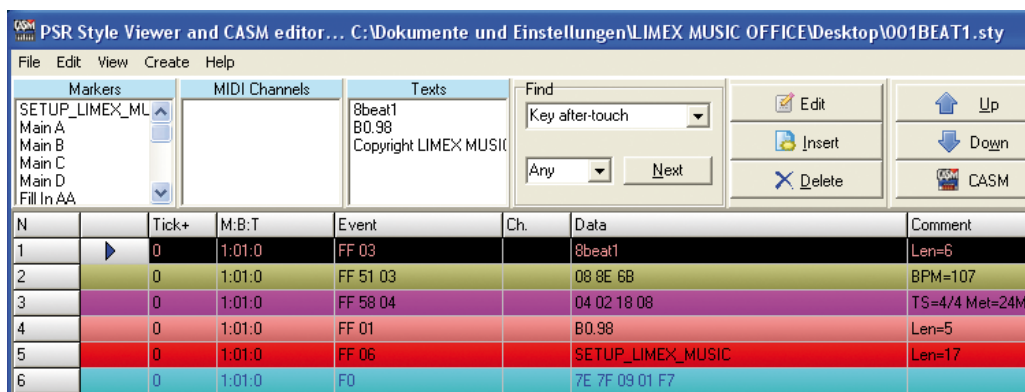 PSR Style Viewer and CASM editor... C:\Dokumente und Einstellungen\LIMEX MUSIC OFFICE\Desktop\001BEAT1.sty
File Edit View Create Help
Markers
SETUP_LIMEX_MU
Main A
Main B
Main C
Main D
Fill In AA
MIDI Channels
Texts
8beat1
B0.98
Copyright LIMEX MUSI
Find
Key after-touch
Any
Next
Edit
Insert
Delete
Up
Down
CASM
N Tick+ M:B:T Event Ch. Data Comment
1 0 1:01:0 FF 03 8beat1 Len=6
2 0 1:01:0 FF 51 03 08 8E 6B BPM=107
3 0 1:01:0 FF 58 04 04 02 18 08 TS=4/4 Met=24M
4 0 1:01:0 FF 01 B0.98 Len=5
5 0 1:01:0 FF 06 SETUP_LIMEX_MUSIC Len=17
6 0 1:01:0 F0 7E 7F 09 01 F7